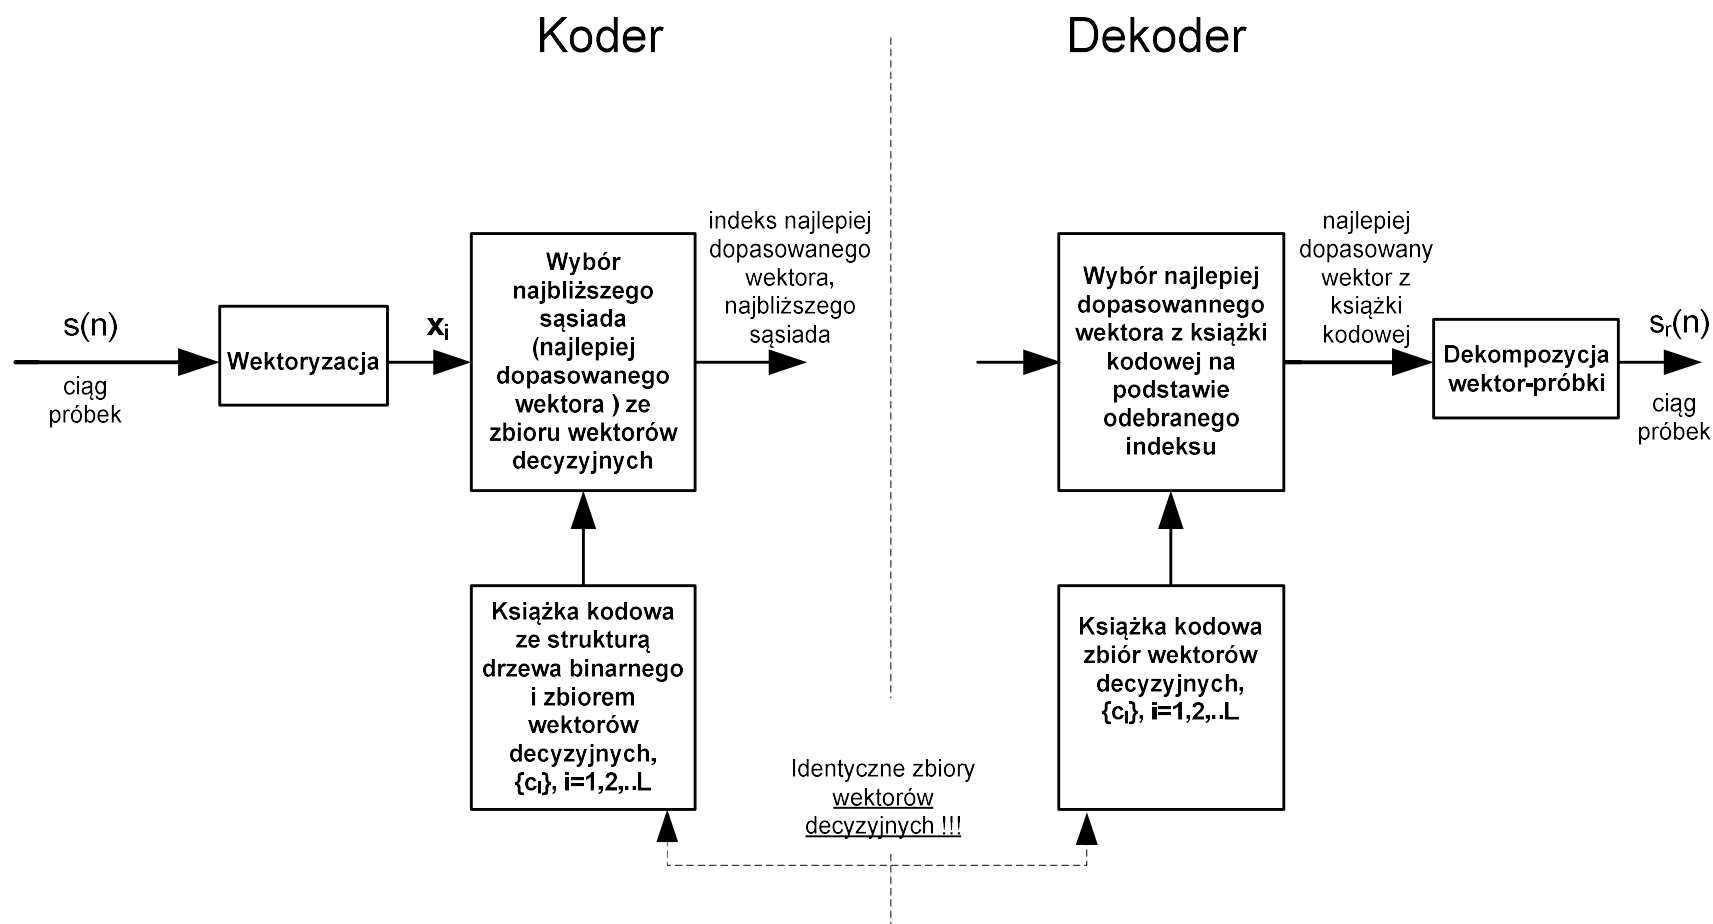 Koder
Dekoder
s(n)
ciąg
próbek
Wektoryzacja
xi
Wybór
najbliższego
sąsiada
(najlepiej
dopasowanego
wektora ) ze
zbioru wektorów
decyzyjnych
indeks najlepiej
dopasowanego
wektora,
najbliższego
sąsiada
Książka kodowa
ze strukturą
drzewa binarnego
i zbiorem
wektorów
decyzyjnych,
{cI}, i=1,2,..L
Identyczne zbiory
wektorów
decyzyjnych !!!
Wybór najlepiej
dopasowannego
wektora z książki
kodowej na
podstawie
odebranego
indeksu
najlepiej
dopasowany
wektor z
książki
kodowej
Książka kodowa
zbiór wektorów
decyzyjnych,
{cI}, i=1,2,..L
Dekompozycja
wektor-próbki
sr(n)
ciąg
próbek